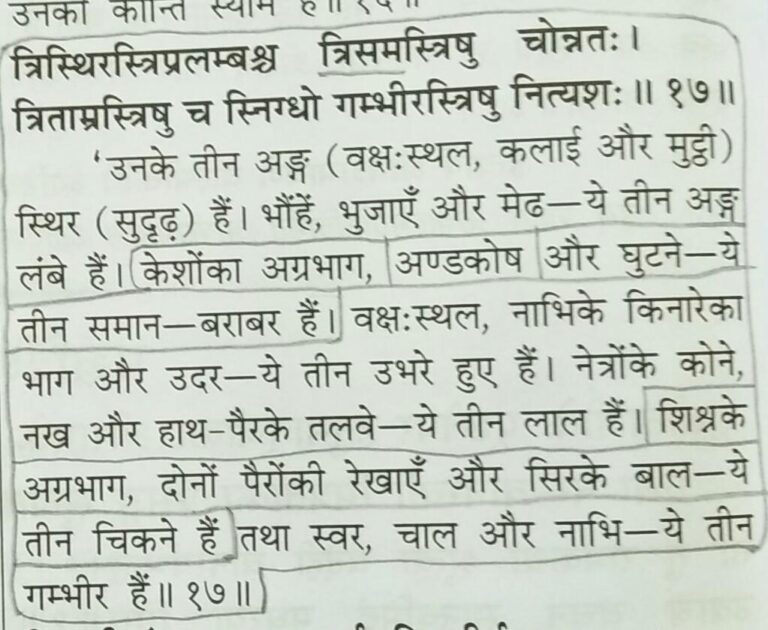 उनकी कान्ति श्याम है॥ १६॥
त्रिस्थिरस्त्रिप्रलम्बश्च त्रिसमस्त्रिषु चोन्नतः।
त्रिताम्रस्त्रिषु च स्निग्धो गम्भीरस्त्रिषु नित्यशः॥ १७॥
‘उनके तीन अङ्ग (वक्षःस्थल, कलाई और मुट्ठी)
स्थिर (सुदृढ़) हैं। भौंहें, भुजाएँ और मेढ—ये तीन अङ्ग
लंबे हैं। केशोंका अग्रभाग, अण्डकोष और घुटने—ये
तीन समान—बराबर हैं। वक्षःस्थल, नाभिके किनारेका
भाग और उदर—ये तीन उभरे हुए हैं। नेत्रोंके कोने,
नख और हाथ-पैरके तलवे—ये तीन लाल हैं। शिश्नके
अग्रभाग, दोनों पैरोंकी रेखाएँ और सिरके बाल—ये
तीन चिकने हैं तथा स्वर, चाल और नाभि—ये तीन
गम्भीर हैं॥ १७॥